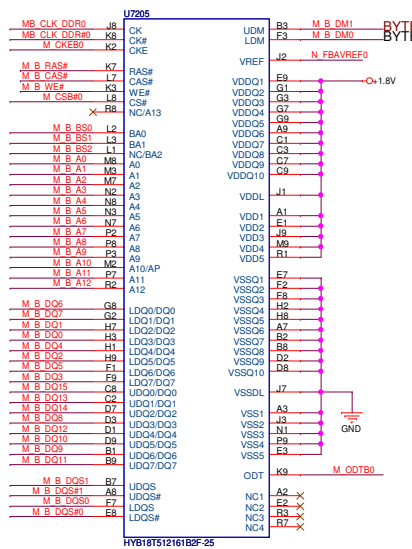 U7205
MB_CLK_DDR0 J8 CK
MB_CLK_DDR#0 K8 CK#
M_CKEB0 K2 CKE
M_B_RAS# K7 RAS#
M_B_CAS# L7 CAS#
M_B_WE# K3 WE#
M_CSB#0 L8 CS#
R8 NC/A13
M_B_BS0 L2 BA0
M_B_BS1 L3 BA1
M_B_BS2 L1 NC/BA2
M_B_A0 M8 A0
M_B_A1 M3 A1
M_B_A2 M7 A2
M_B_A3 N2 A3
M_B_A4 N8 A4
M_B_A5 N3 A5
M_B_A6 N7 A6
M_B_A7 P2 A7
M_B_A8 P8 A8
M_B_A9 P3 A9
M_B_A10 M2 A10/AP
M_B_A11 P7 A11
M_B_A12 R2 A12
M_B_DQ6 G8 LDQ0/DQ0
M_B_DQ7 G2 LDQ1/DQ1
M_B_DQ1 H7 LDQ2/DQ2
M_B_DQ0 H3 LDQ3/DQ3
M_B_DQ4 H1 LDQ4/DQ4
M_B_DQ2 H9 LDQ5/DQ5
M_B_DQ5 F1 LDQ6/DQ6
M_B_DQ3 F9 LDQ7/DQ7
M_B_DQ15 C8 UDQ0/DQ0
M_B_DQ13 C2 UDQ1/DQ1
M_B_DQ14 D7 UDQ2/DQ2
M_B_DQ8 D3 UDQ3/DQ3
M_B_DQ12 D1 UDQ4/DQ4
M_B_DQ10 D9 UDQ5/DQ5
M_B_DQ9 B1 UDQ6/DQ6
M_B_DQ11 B9 UDQ7/DQ7
M_B_DQS1 B7 UDQS
M_B_DQS#1 A8 UDQS#
M_B_DQS0 F7 LDQS
M_B_DQS#0 E8 LDQS#
UDM B3 M_B_DM1 BYTE
LDM F3 M_B_DM0 BYTE
VREF J2 N_FBAVREF0
VDDQ1 E9 +1.8V
VDDQ2 G1
VDDQ3 G3
VDDQ4 G7
VDDQ5 G9
VDDQ6 A9
VDDQ7 C1
VDDQ8 C3
VDDQ9 C7
VDDQ10 C9
VDDL J1
VDD1 A1
VDD2 E1
VDD3 J9
VDD4 M9
VDD5 R1
VSSQ1 E7
VSSQ2 F2
VSSQ3 F8
VSSQ4 H2
VSSQ5 H8
VSSQ6 A7
VSSQ7 B2
VSSQ8 B8
VSSQ9 D2
VSSQ10 D8
VSSDL J7
VSS1 A3
VSS2 J3
VSS3 N1
VSS4 P9
VSS5 E3
GND
ODT K9 M_ODTB0
NC1 A2
NC2 E2
NC3 R3
NC4 R7
HYB18T512161B2F-25